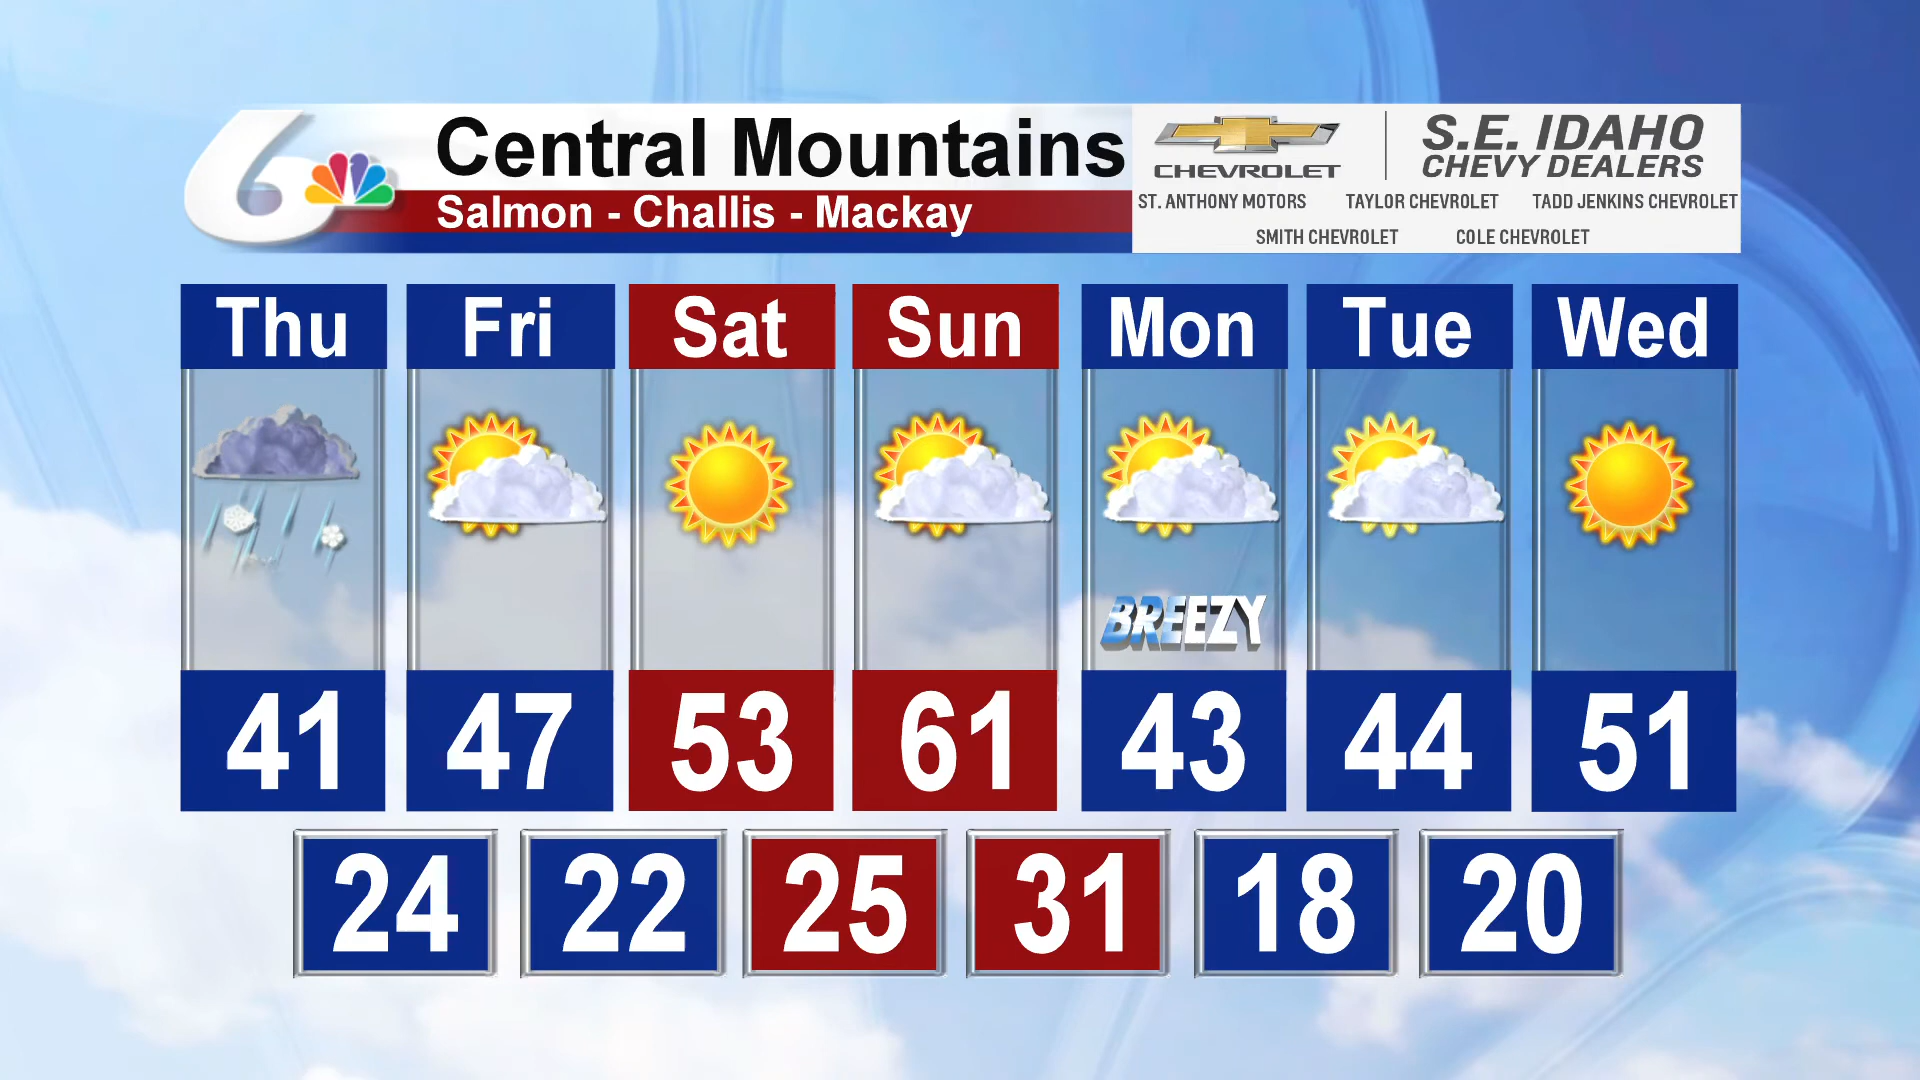 6
Central Mountains
Salmon - Challis - Mackay
CHEVROLET
S.E. IDAHO
CHEVY DEALERS
ST. ANTHONY MOTORS TAYLOR CHEVROLET TADD JENKINS CHEVROLET
SMITH CHEVROLET COLE CHEVROLET
Thu Fri Sat Sun Mon Tue Wed
BREEZY
41 47 53 61 43 44 51
24 22 25 31 18 20